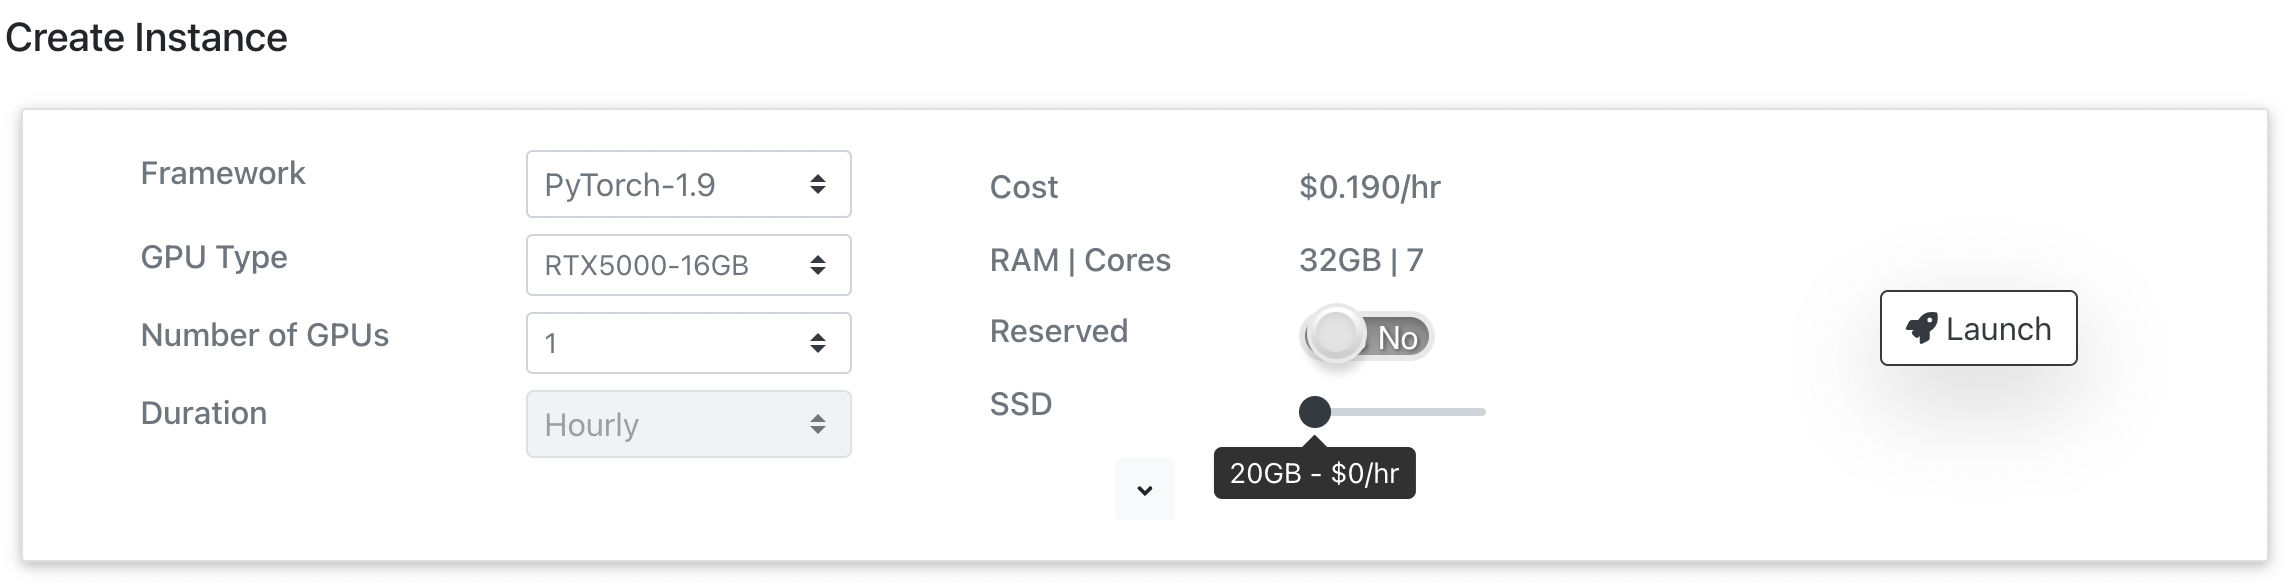 Create Instance
Framework
PyTorch-1.9
GPU Type
RTX5000-16GB
Number of GPUs
1
Duration
Hourly
Cost
$0.190/hr
RAM | Cores
32GB | 7
Reserved
No
SSD
20GB - $0/hr
Launch